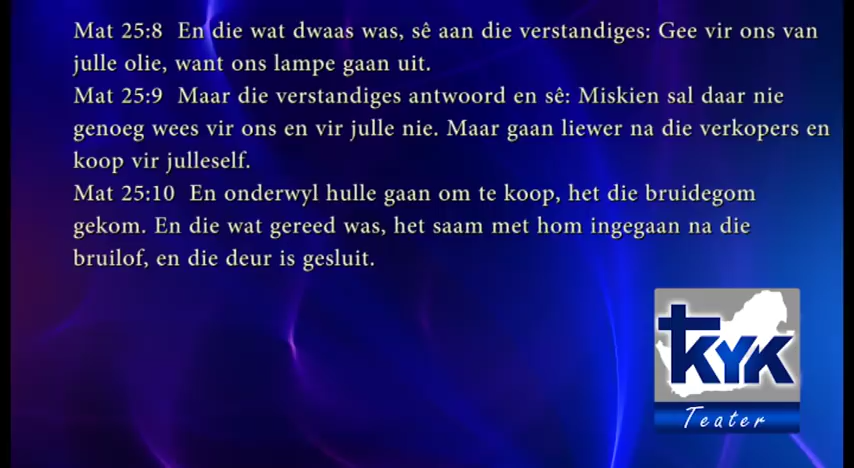 Mat 25:8 En die wat dwaas was, sê aan die verstandiges: Gee vir ons van
julle olie, want ons lampe gaan uit.
Mat 25:9 Maar die verstandiges antwoord en sê: Miskien sal daar nie
genoeg wees vir ons en vir julle nie. Maar gaan liewer na die verkopers en
koop vir julleself.
Mat 25:10 En onderwyl hulle gaan om te koop, het die bruidegom
gekom. En die wat gereed was, het saam met hom ingegaan na die
bruilof, en die deur is gesluit.
KYK
Teater